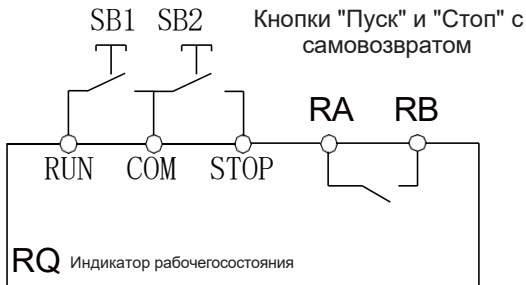 SB1 SB2 Кнопки "Пуск" и "Стоп" с
самовозвратом
RA RB
RUN COM STOP
RQ Индикатор рабочегосостояния